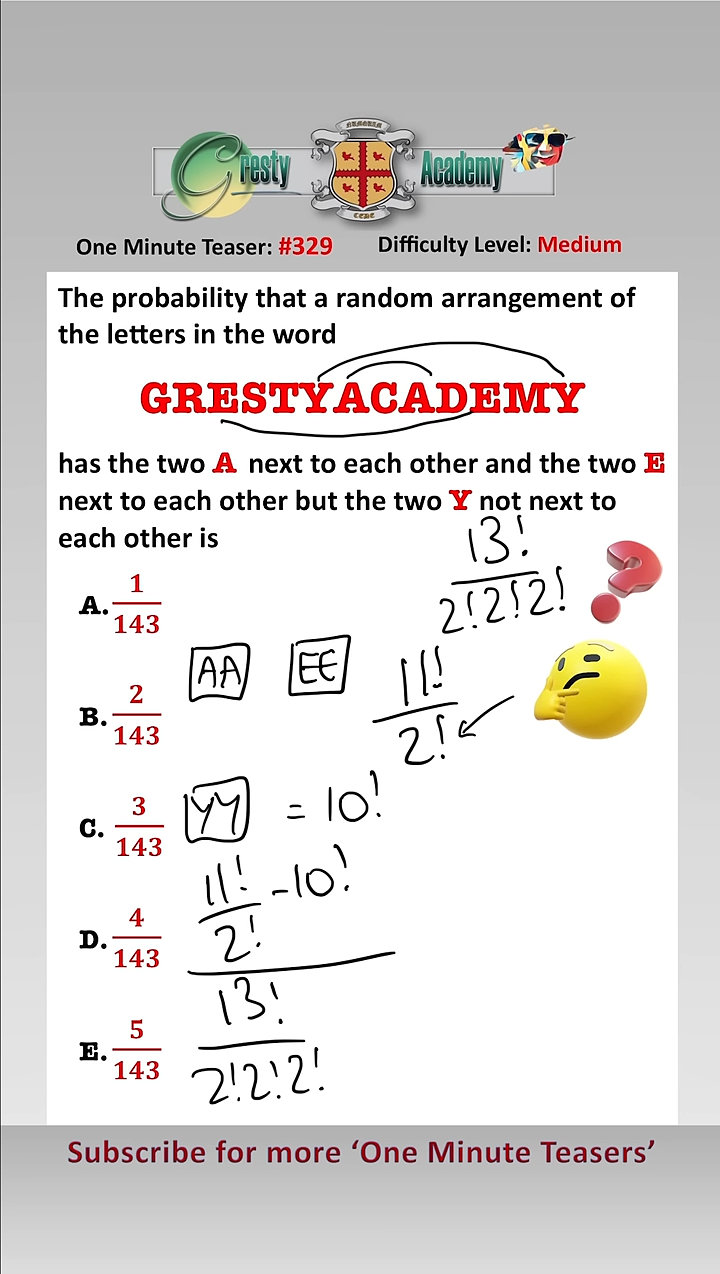 NUMQUAM
Gresty Academy
CEDE
One Minute Teaser: #329 Difficulty Level: Medium
The probability that a random arrangement of
the letters in the word
GRESTYACADEMY
has the two A next to each other and the two E
next to each other but the two Y not next to
each other is
13!
2!2!2!
?
A. 1
143
AA EE 11!
2!
B. 2
143
C. 3
143
YY = 10!
11! -10!
2!
D. 4
143
13!
2!2!2!
E. 5
143
Subscribe for more ‘One Minute Teasers’